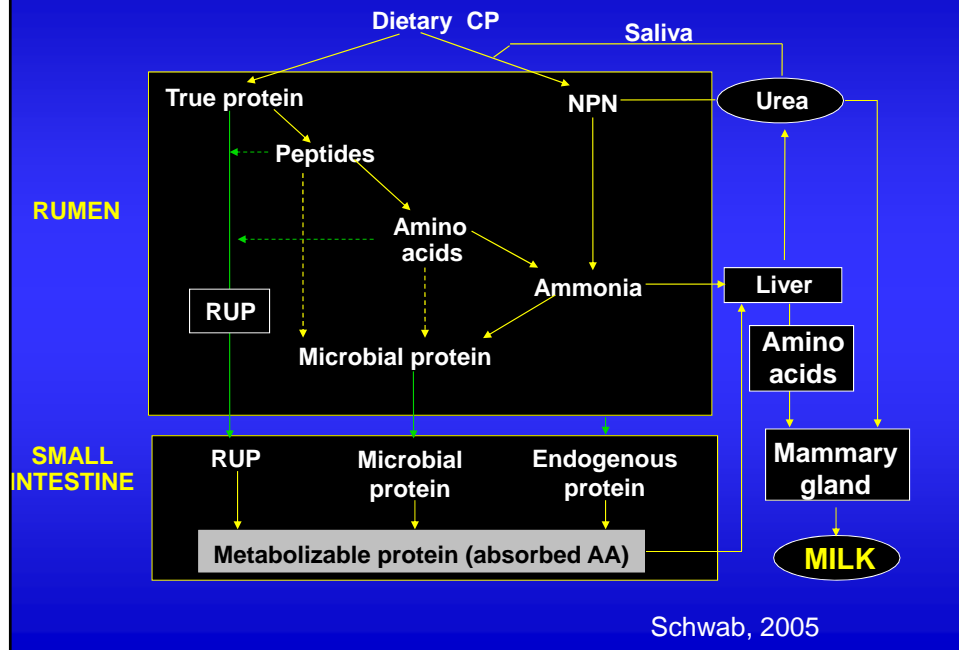 Dietary CP
Saliva
True protein
NPN
Urea
Peptides
RUMEN
Amino
acids
Ammonia
Liver
RUP
Amino
acids
Microbial protein
SMALL
INTESTINE
RUP
Microbial
protein
Endogenous
protein
Mammary
gland
Metabolizable protein (absorbed AA)
MILK
Schwab, 2005